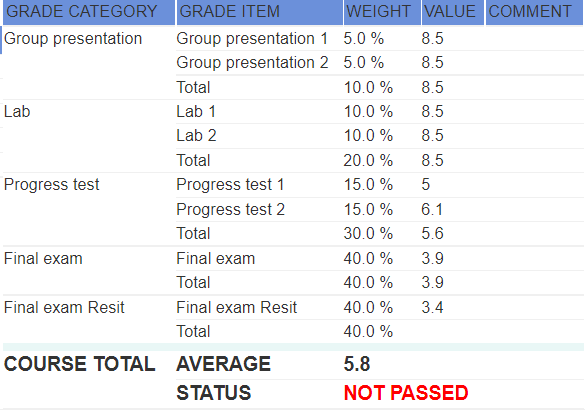 GRADE CATEGORY GRADE ITEM WEIGHT VALUE COMMENT
Group presentation Group presentation 1 5.0 % 8.5
Group presentation 2 5.0 % 8.5
Total 10.0 % 8.5
Lab Lab 1 10.0 % 8.5
Lab 2 10.0 % 8.5
Total 20.0 % 8.5
Progress test Progress test 1 15.0 % 5
Progress test 2 15.0 % 6.1
Total 30.0 % 5.6
Final exam Final exam 40.0 % 3.9
Total 40.0 % 3.9
Final exam Resit Final exam Resit 40.0 % 3.4
Total 40.0 %
COURSE TOTAL AVERAGE 5.8
STATUS NOT PASSED